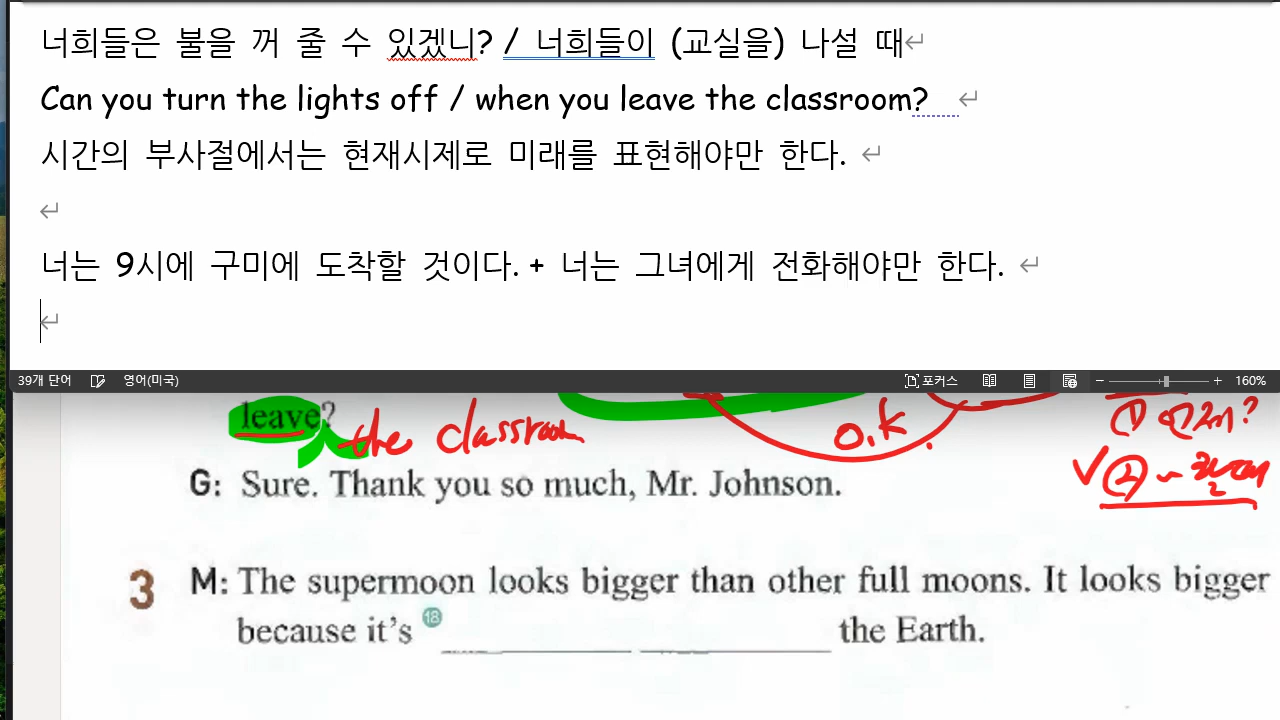 너희들은 불을 꺼 줄 수 있겠니? / 너희들이 (교실을) 나설 때
Can you turn the lights off / when you leave the classroom?
시간의 부사절에서는 현재시제로 미래를 표현해야만 한다.
너는 9시에 구미에 도착할 것이다. + 너는 그녀에게 전화해야만 한다.
39개 단어 영어(미국) 포커스 160%
leave? the classroom o.k ① 언제?
② ~할 때
G: Sure. Thank you so much, Mr. Johnson.
3 M: The supermoon looks bigger than other full moons. It looks bigger
because it's 18 the Earth.